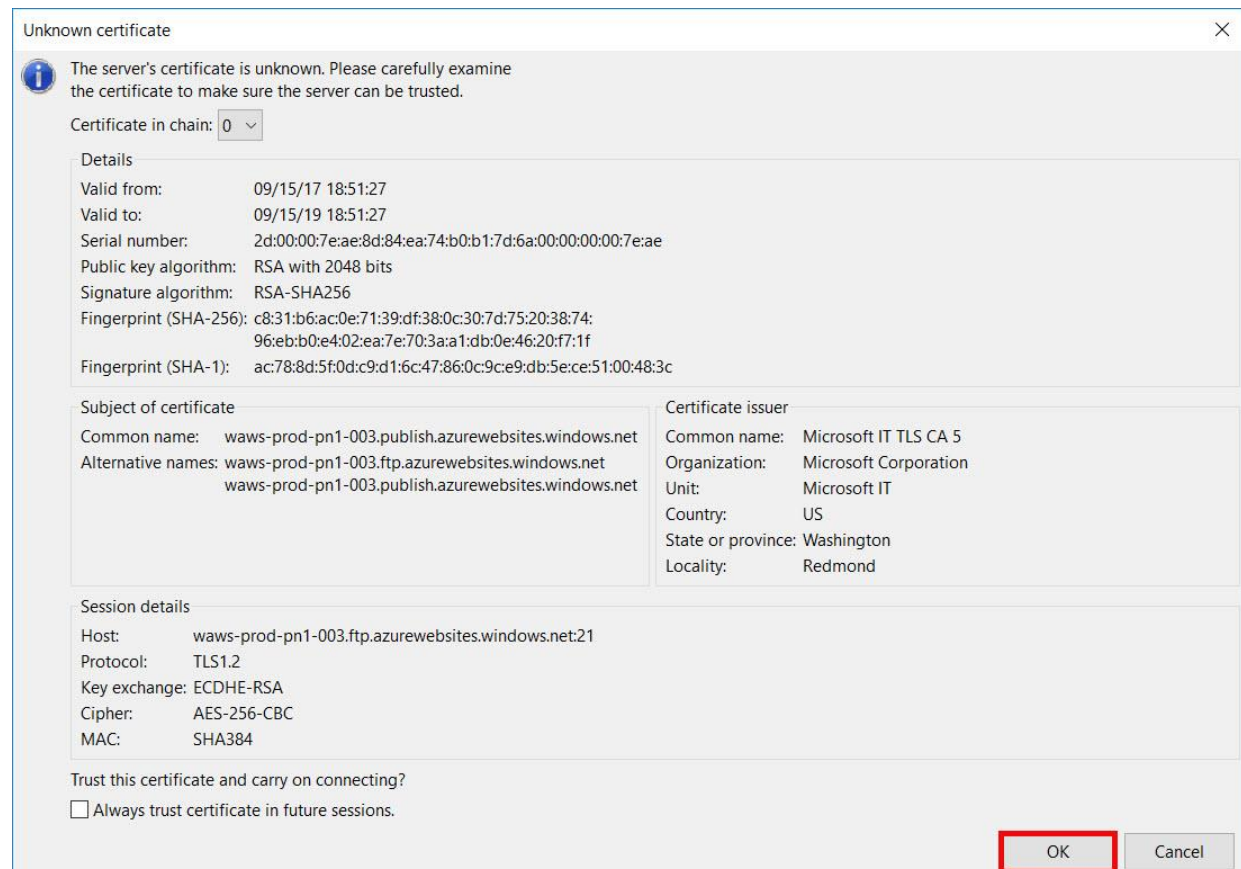 Unknown certificate
The server's certificate is unknown. Please carefully examine
the certificate to make sure the server can be trusted.
Certificate in chain: 0
Details
Valid from: 09/15/17 18:51:27
Valid to: 09/15/19 18:51:27
Serial number: 2d:00:00:7e:ae:8d:84:ea:74:b0:b1:7d:6a:00:00:00:00:7e:ae
Public key algorithm: RSA with 2048 bits
Signature algorithm: RSA-SHA256
Fingerprint (SHA-256): c8:31:b6:ac:0e:71:39:df:38:0c:30:7d:75:20:38:74:
96:eb:b0:e4:02:ea:7e:70:3a:a1:db:0e:46:20:f7:1f
Fingerprint (SHA-1): ac:78:8d:5f:0d:c9:d1:6c:47:86:0c:9c:e9:db:5e:ce:51:00:48:3c
Subject of certificate
Common name: waws-prod-pn1-003.publish.azurewebsites.windows.net
Alternative names: waws-prod-pn1-003.ftp.azurewebsites.windows.net
waws-prod-pn1-003.publish.azurewebsites.windows.net
Certificate issuer
Common name: Microsoft IT TLS CA 5
Organization: Microsoft Corporation
Unit: Microsoft IT
Country: US
State or province: Washington
Locality: Redmond
Session details
Host: waws-prod-pn1-003.ftp.azurewebsites.windows.net:21
Protocol: TLS1.2
Key exchange: ECDHE-RSA
Cipher: AES-256-CBC
MAC: SHA384
Trust this certificate and carry on connecting?
Always trust certificate in future sessions.
OK Cancel